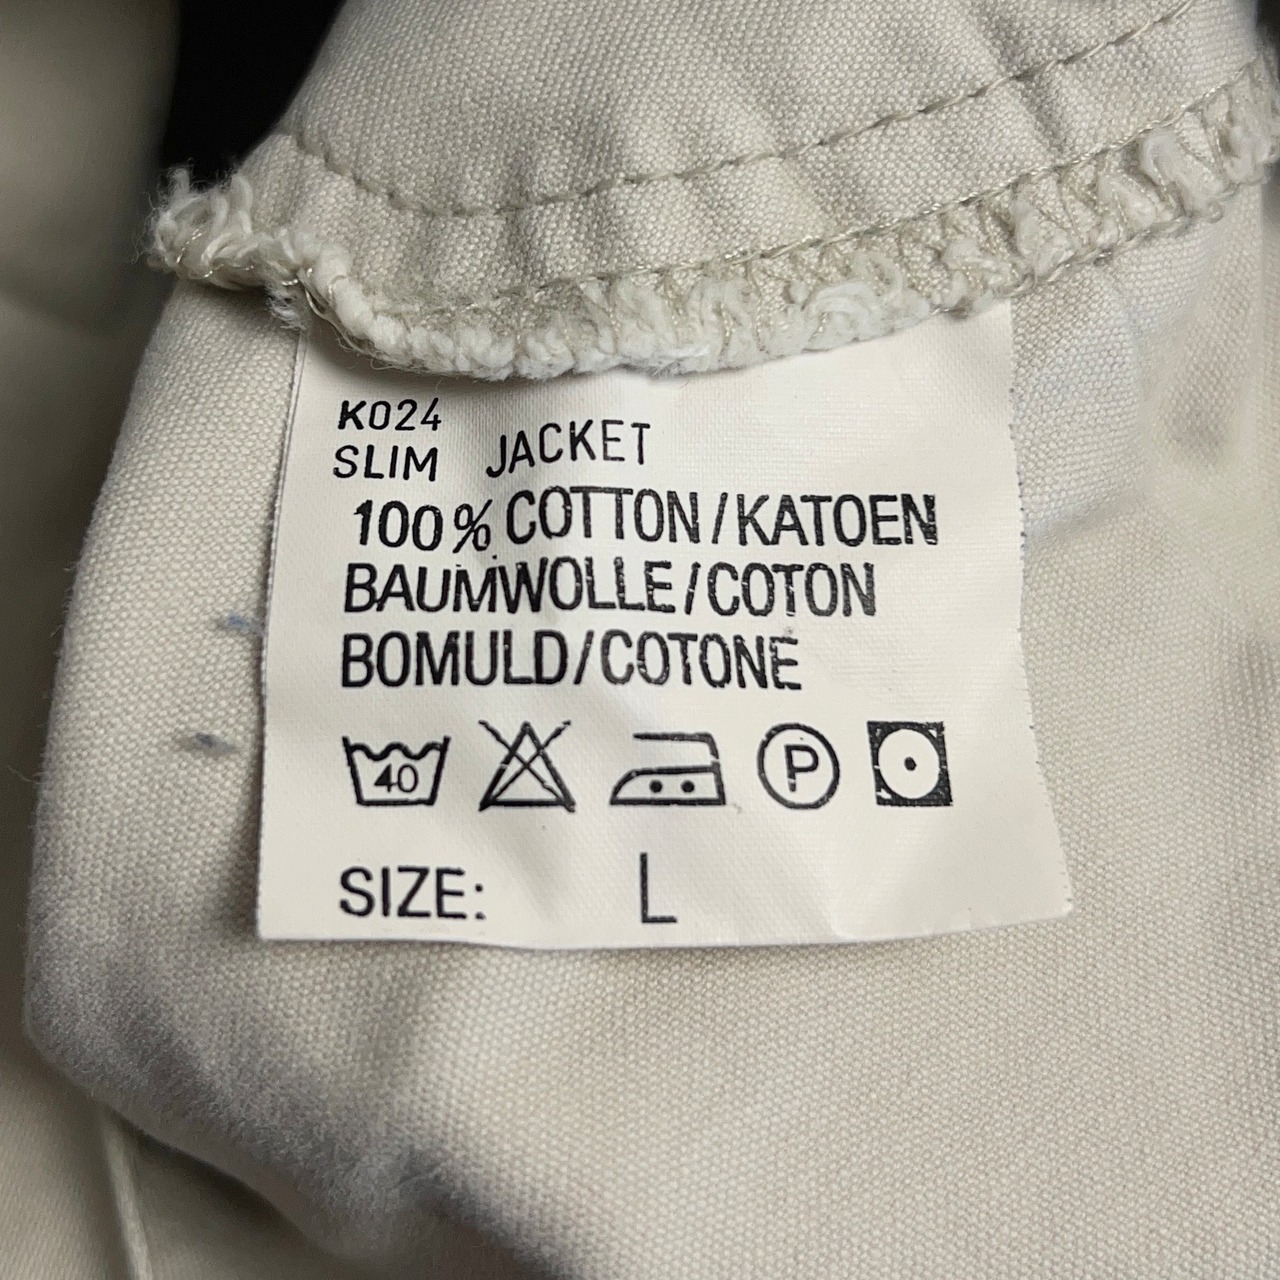 K024
SLIM JACKET
100% COTTON/KATOEN
BAUMWOLLE/COTON
BOMULD/COTONE
40 P
SIZE: L